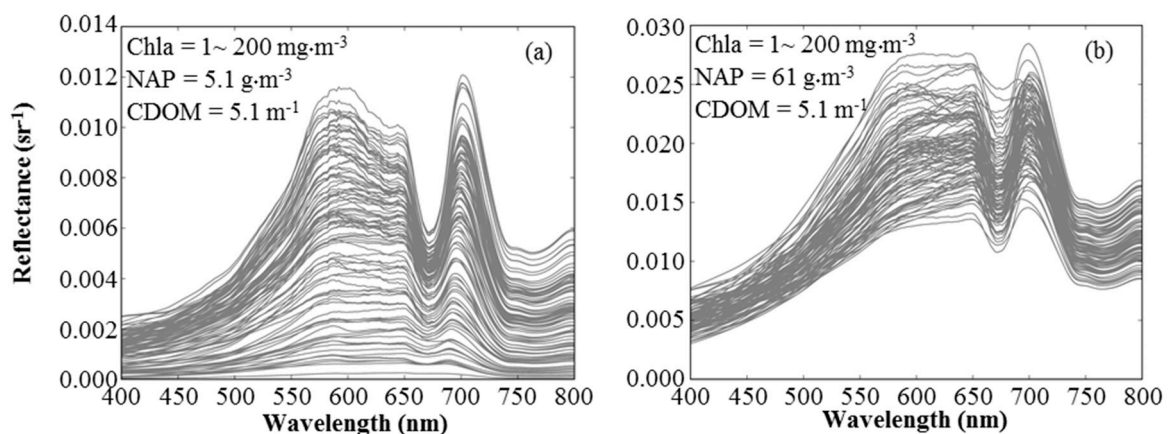 0.014
0.012
0.010
0.008
0.006
0.004
0.002
0.000
Reflectance (sr-1)
Chla = 1~ 200 mg·m-3
NAP = 5.1 g·m-3
CDOM = 5.1 m-1
(a)
400 450 500 550 600 650 700 750 800
Wavelength (nm)
0.030
0.025
0.020
0.015
0.010
0.005
0.000
Chla = 1~ 200 mg·m-3
NAP = 61 g·m-3
CDOM = 5.1 m-1
(b)
400 450 500 550 600 650 700 750 800
Wavelength (nm)